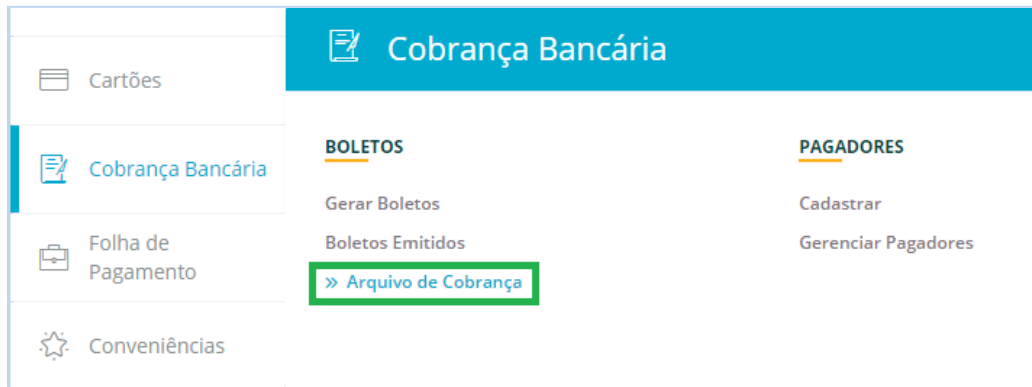 Cartões
Cobrança Bancária
Folha de
Pagamento
Conveniências
Cobrança Bancária
BOLETOS
Gerar Boletos
Boletos Emitidos
» Arquivo de Cobrança
PAGADORES
Cadastrar
Gerenciar Pagadores